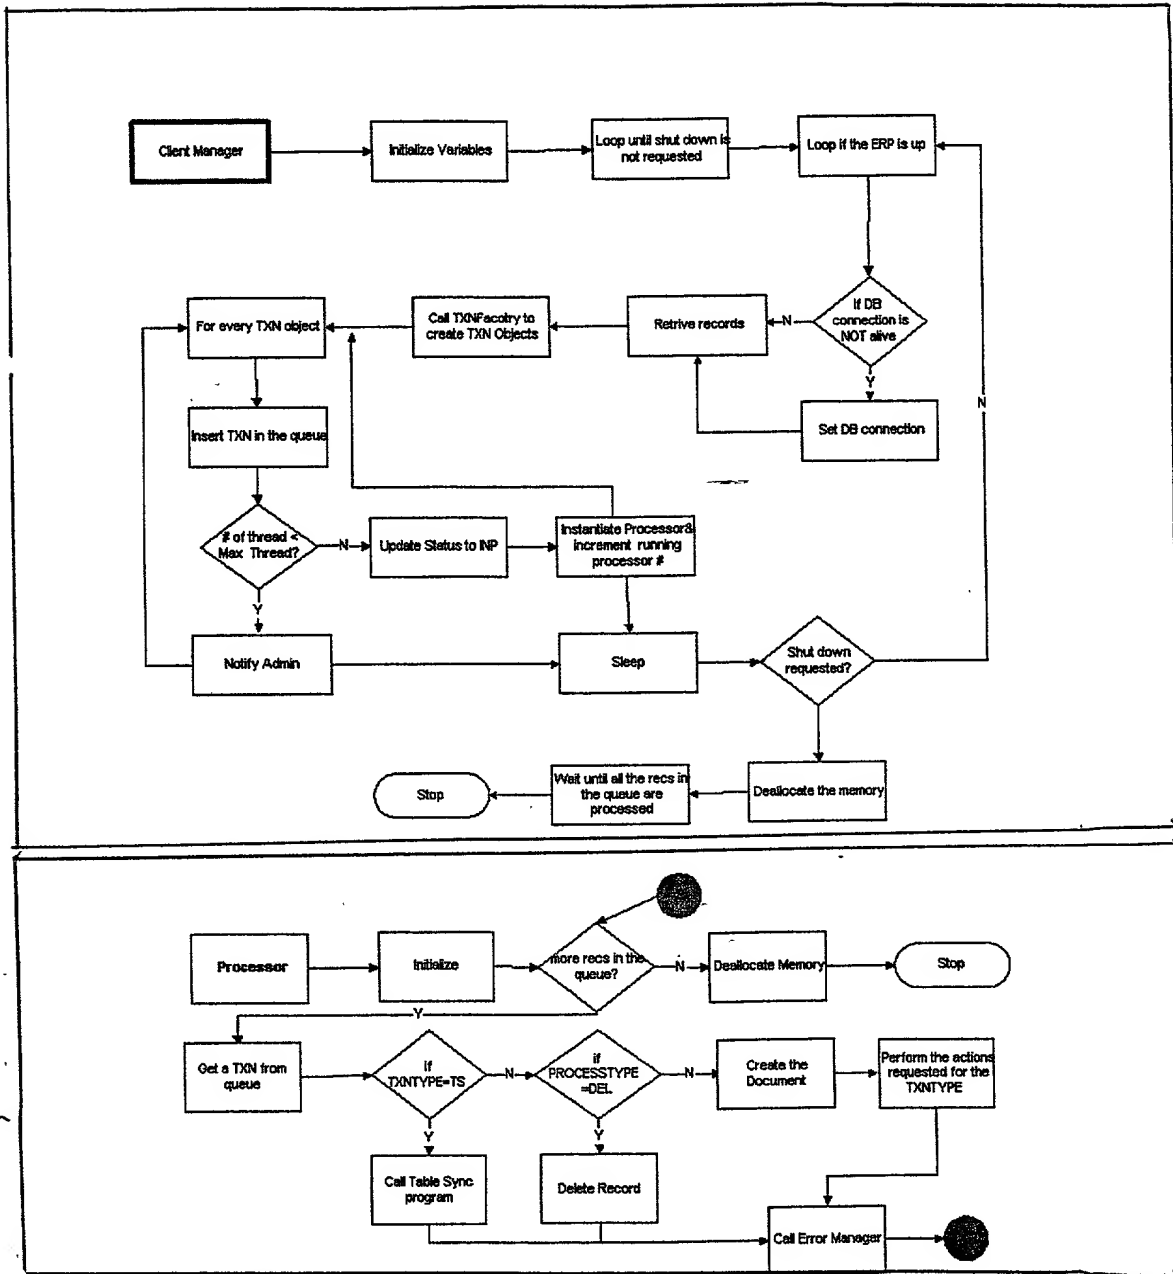 Client Manager
Initialize Variables
Loop until shut down is
not requested
Loop if the ERP is up
For every TXN object
Call TXNFacotry to
create TXN Objects
Retrive records
N
If DB
connection is
NOT alive
Y
Set DB connection
N
Insert TXN in the queue
# of thread <
Max Thread?
N
Update Status to INP
Instantiate Processor&
increment running
processor #
Y
Notify Admin
Sleep
Shut down
requested?
Stop
Wait until all the recs in
the queue are
processed
Deallocate the memory
Processor
Initialize
more recs in the
queue?
N
Deallocate Memory
Stop
Y
Get a TXN from
queue
if
TXNTYPE=TS
N
if
PROCESSTYPE
=DEL
N
Create the
Document
Perform the actions
requested for the
TXNTYPE
Y
Y
Call Table Sync
program
Delete Record
Call Error Manager